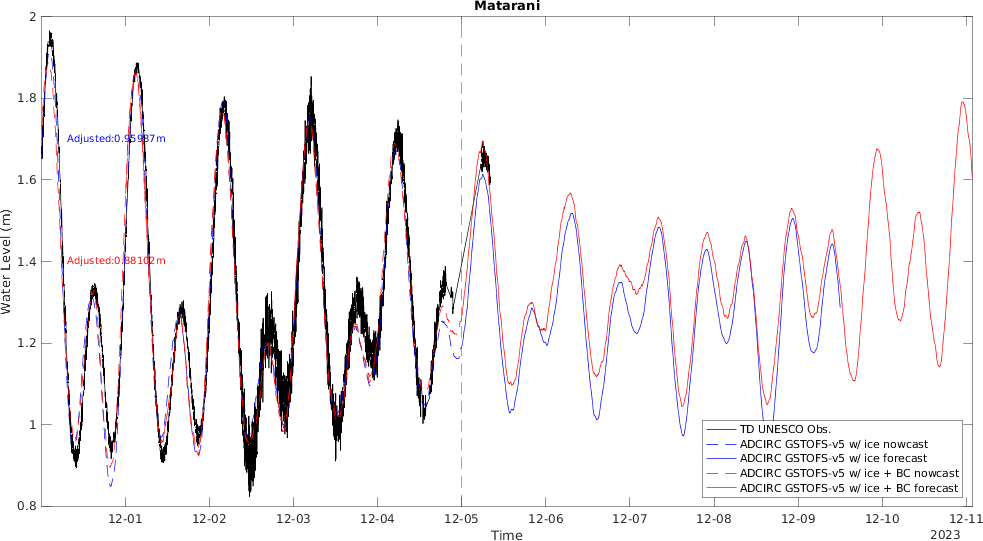 Matarani
2
1.8
1.6
1.4
1.2
1
0.8
Water Level (m)
Adjusted:0.95987m
Adjusted:0.88102m
TD UNESCO Obs.
ADCIRC GSTOFS-v5 w/ ice nowcast
ADCIRC GSTOFS-v5 w/ ice forecast
ADCIRC GSTOFS-v5 w/ ice + BC nowcast
ADCIRC GSTOFS-v5 w/ ice + BC forecast
12-01 12-02 12-03 12-04 12-05 12-06 12-07 12-08 12-09 12-10 12-11
2023
Time